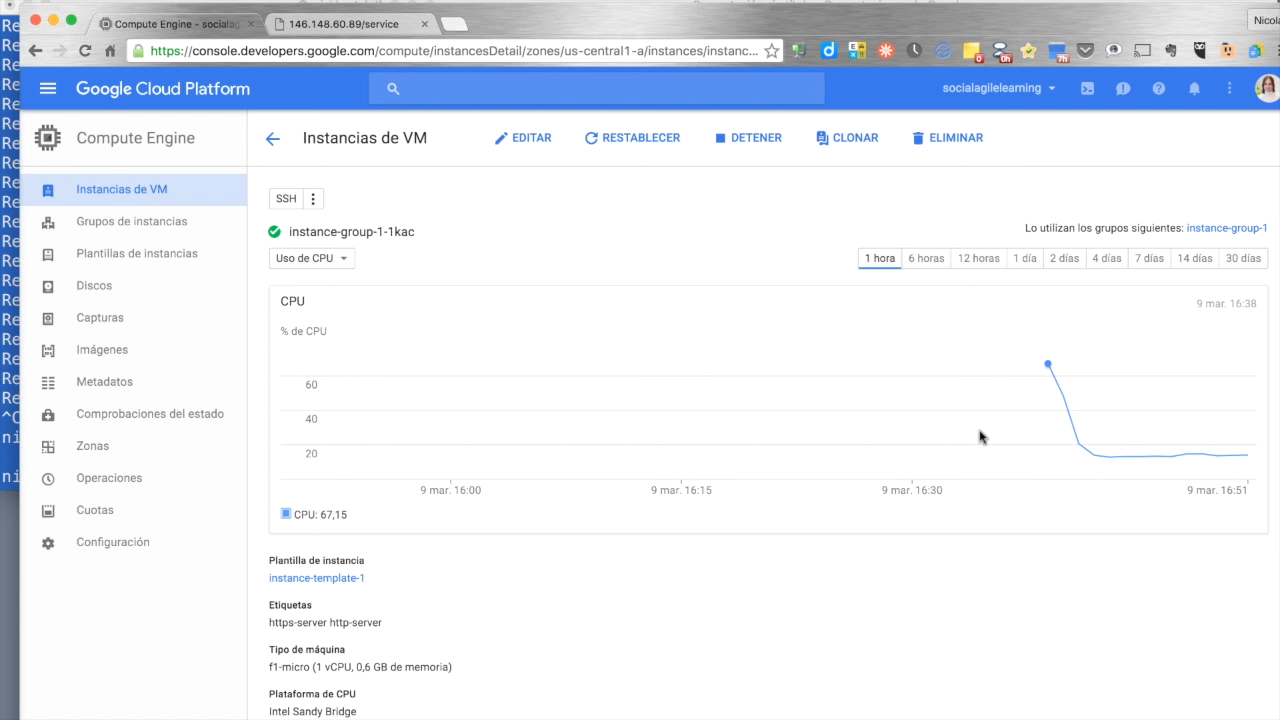 Compute Engine - socialag
146.148.60.89/service
Nicola
https://console.developers.google.com/compute/instancesDetail/zones/us-central1-a/instances/instanc...
0
0h
7h
Google Cloud Platform
socialagilelearning
Compute Engine
Instancias de VM
EDITAR
RESTABLECER
DETENER
CLONAR
ELIMINAR
Instancias de VM
Grupos de instancias
Plantillas de instancias
Discos
Capturas
Imágenes
Metadatos
Comprobaciones del estado
Zonas
Operaciones
Cuotas
Configuración
SSH
instance-group-1-1kac
Lo utilizan los grupos siguientes: instance-group-1
Uso de CPU
1 hora
6 horas
12 horas
1 día
2 días
4 días
7 días
14 días
30 días
CPU
9 mar. 16:38
% de CPU
60
40
20
9 mar. 16:00
9 mar. 16:15
9 mar. 16:30
9 mar. 16:51
CPU: 67,15
Plantilla de instancia
instance-template-1
Etiquetas
https-server http-server
Tipo de máquina
f1-micro (1 vCPU, 0,6 GB de memoria)
Plataforma de CPU
Intel Sandy Bridge